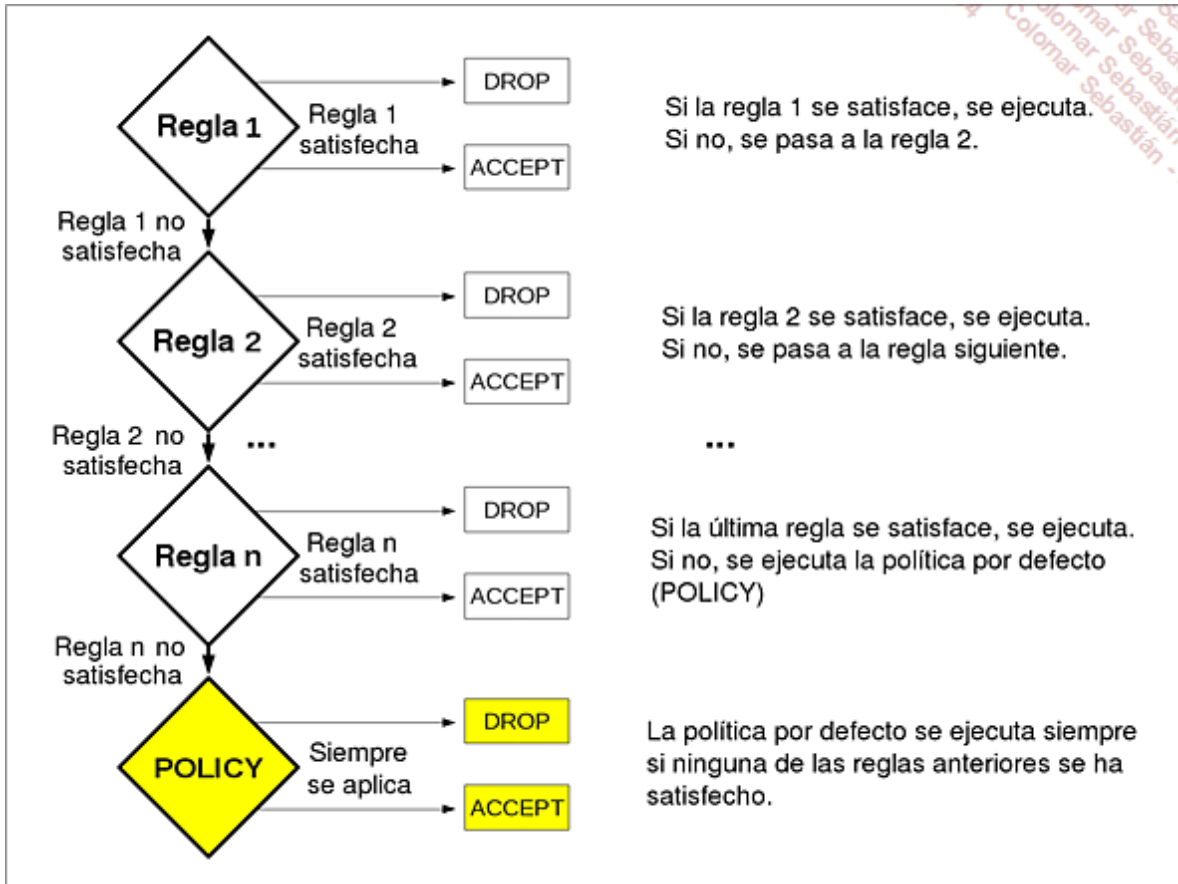 Regla 1
DROP
Regla 1
satisfecha
ACCEPT
Si la regla 1 se satisface, se ejecuta.
Si no, se pasa a la regla 2.
Regla 1 no
satisfecha
Regla 2
DROP
Regla 2
satisfecha
ACCEPT
Si la regla 2 se satisface, se ejecuta.
Si no, se pasa a la regla siguiente.
Regla 2 no
satisfecha
...
...
Regla n
DROP
Regla n
satisfecha
ACCEPT
Si la última regla se satisface, se ejecuta.
Si no, se ejecuta la política por defecto
(POLICY)
Regla n no
satisfecha
POLICY
DROP
Siempre
se aplica
ACCEPT
La política por defecto se ejecuta siempre
si ninguna de las reglas anteriores se ha
satisfecho.
Colomar Sebastián -
Colomar Sebastián